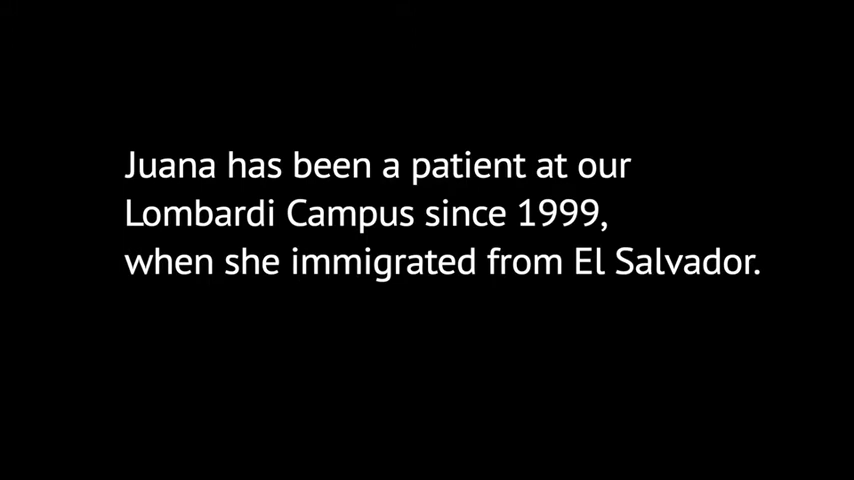 Juana has been a patient at our
Lombardi Campus since 1999,
when she immigrated from El Salvador.